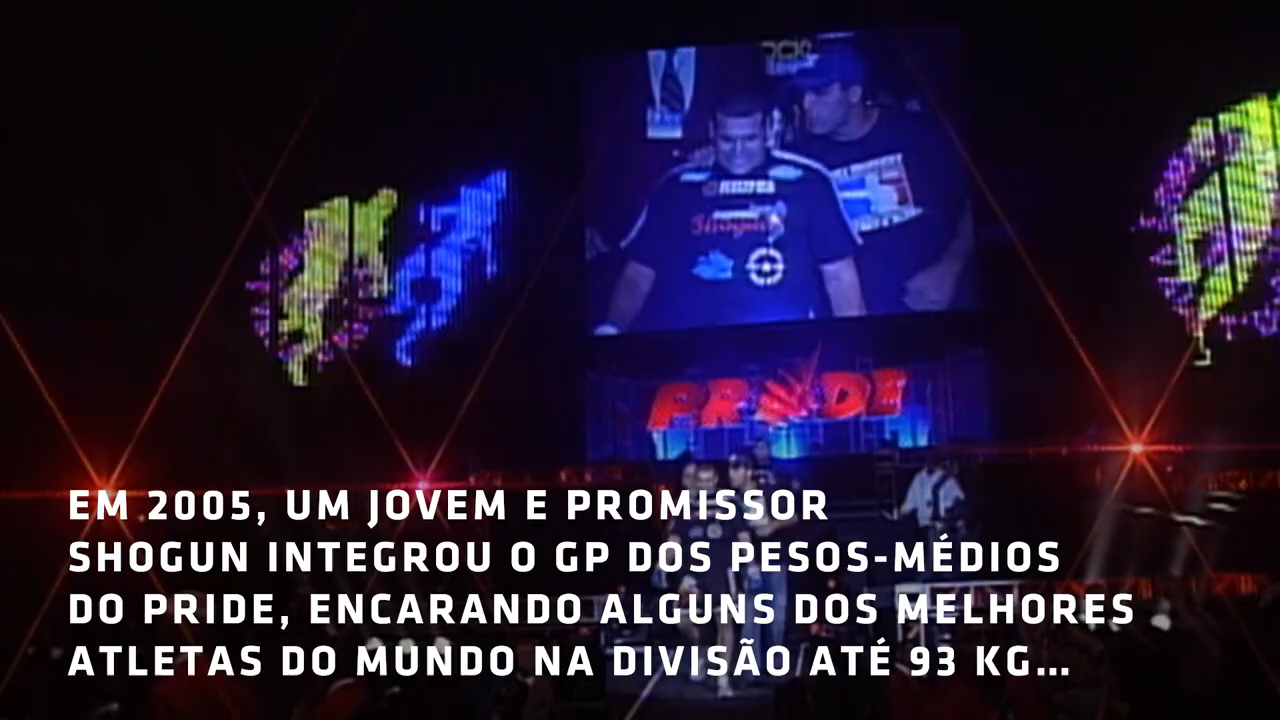 Shogun
PRIDE
EM 2005, UM JOVEM E PROMISSOR
SHOGUN INTEGROU O GP DOS PESOS-MÉDIOS
DO PRIDE, ENCARANDO ALGUNS DOS MELHORES
ATLETAS DO MUNDO NA DIVISÃO ATÉ 93 KG...